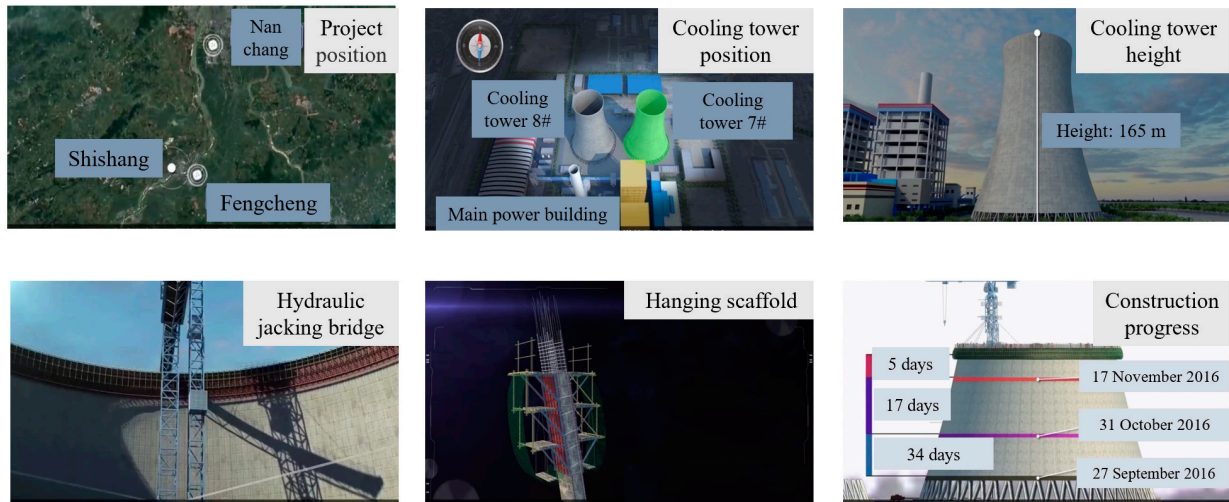 Nan
chang
Project
position
Shishang
Fengcheng
Cooling tower
position
Cooling
tower 8#
Cooling
tower 7#
Main power building
Cooling tower
height
Height: 165 m
Hydraulic
jacking bridge
Hanging scaffold
Construction
progress
5 days
17 November 2016
17 days
31 October 2016
34 days
27 September 2016